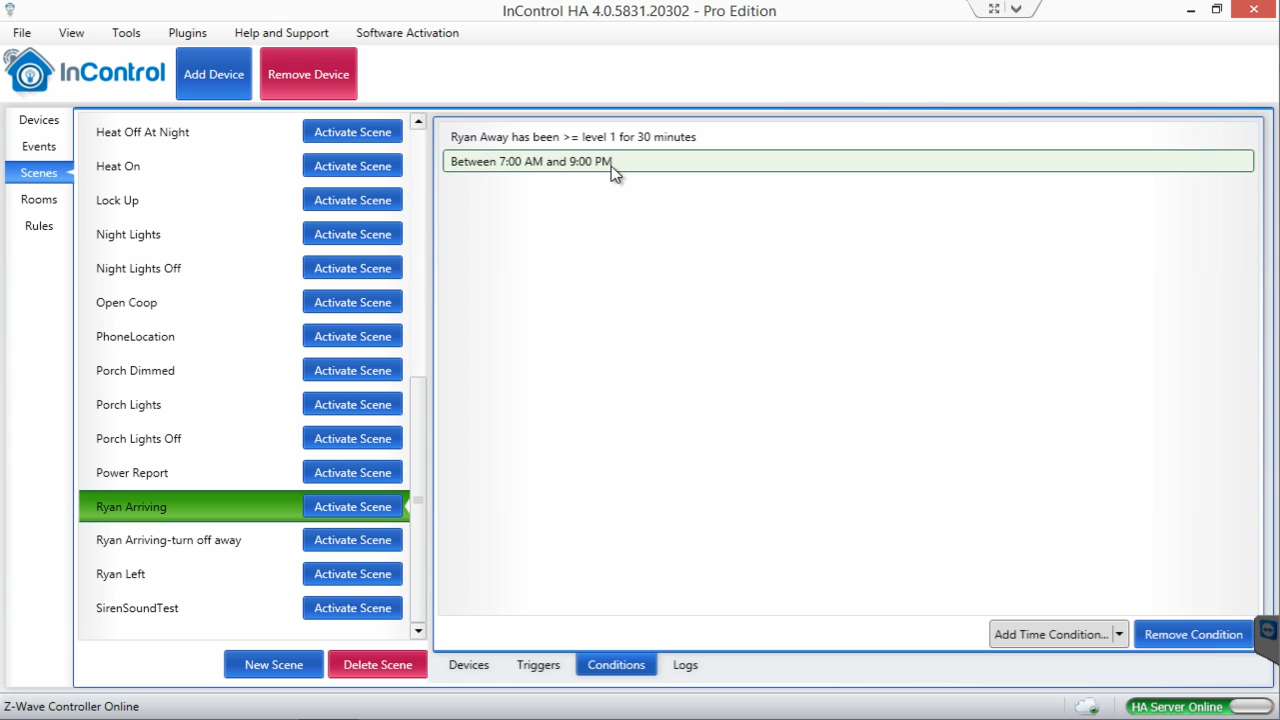 InControl HA 4.0.5831.20302 - Pro Edition
File View Tools Plugins Help and Support Software Activation
InControl
Add Device
Remove Device
Devices
Events
Scenes
Rooms
Rules
Heat Off At Night Activate Scene
Heat On Activate Scene
Lock Up Activate Scene
Night Lights Activate Scene
Night Lights Off Activate Scene
Open Coop Activate Scene
PhoneLocation Activate Scene
Porch Dimmed Activate Scene
Porch Lights Activate Scene
Porch Lights Off Activate Scene
Power Report Activate Scene
Ryan Arriving Activate Scene
Ryan Arriving-turn off away Activate Scene
Ryan Left Activate Scene
SirenSoundTest Activate Scene
New Scene Delete Scene
Ryan Away has been >= level 1 for 30 minutes
Between 7:00 AM and 9:00 PM
Add Time Condition... Remove Condition
Devices Triggers Conditions Logs
Z-Wave Controller Online
HA Server Online